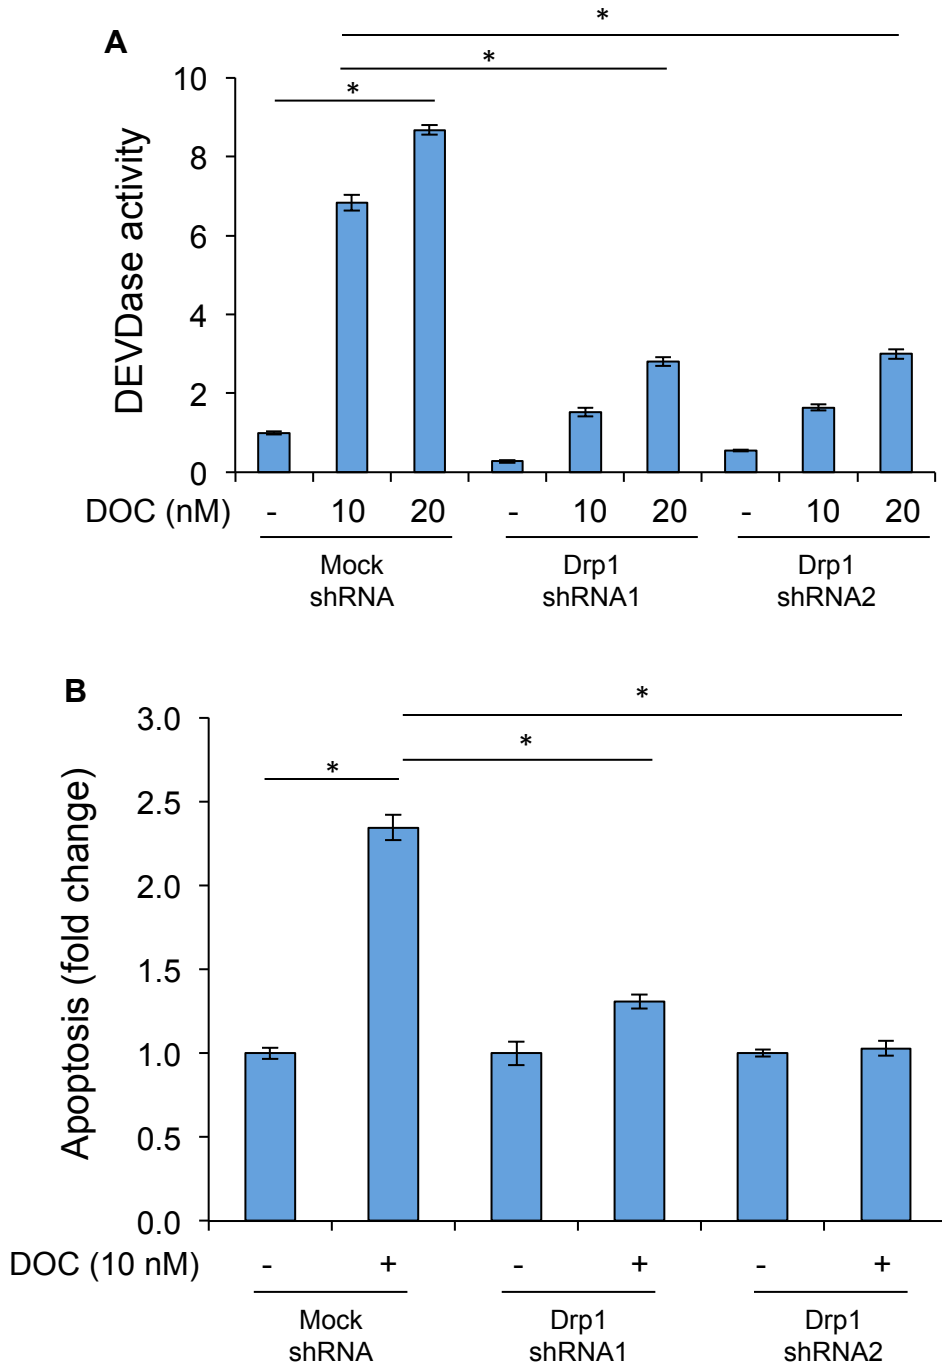 A
*
*
*
10
8
6
4
2
0
DEVDase activity
DOC (nM) - 10 20 - 10 20 - 10 20
Mock Drp1 Drp1
shRNA shRNA1 shRNA2
B
*
*
*
3.0
2.5
2.0
1.5
1.0
0.5
0.0
Apoptosis (fold change)
DOC (10 nM) - + - + - +
Mock Drp1 Drp1
shRNA shRNA1 shRNA2